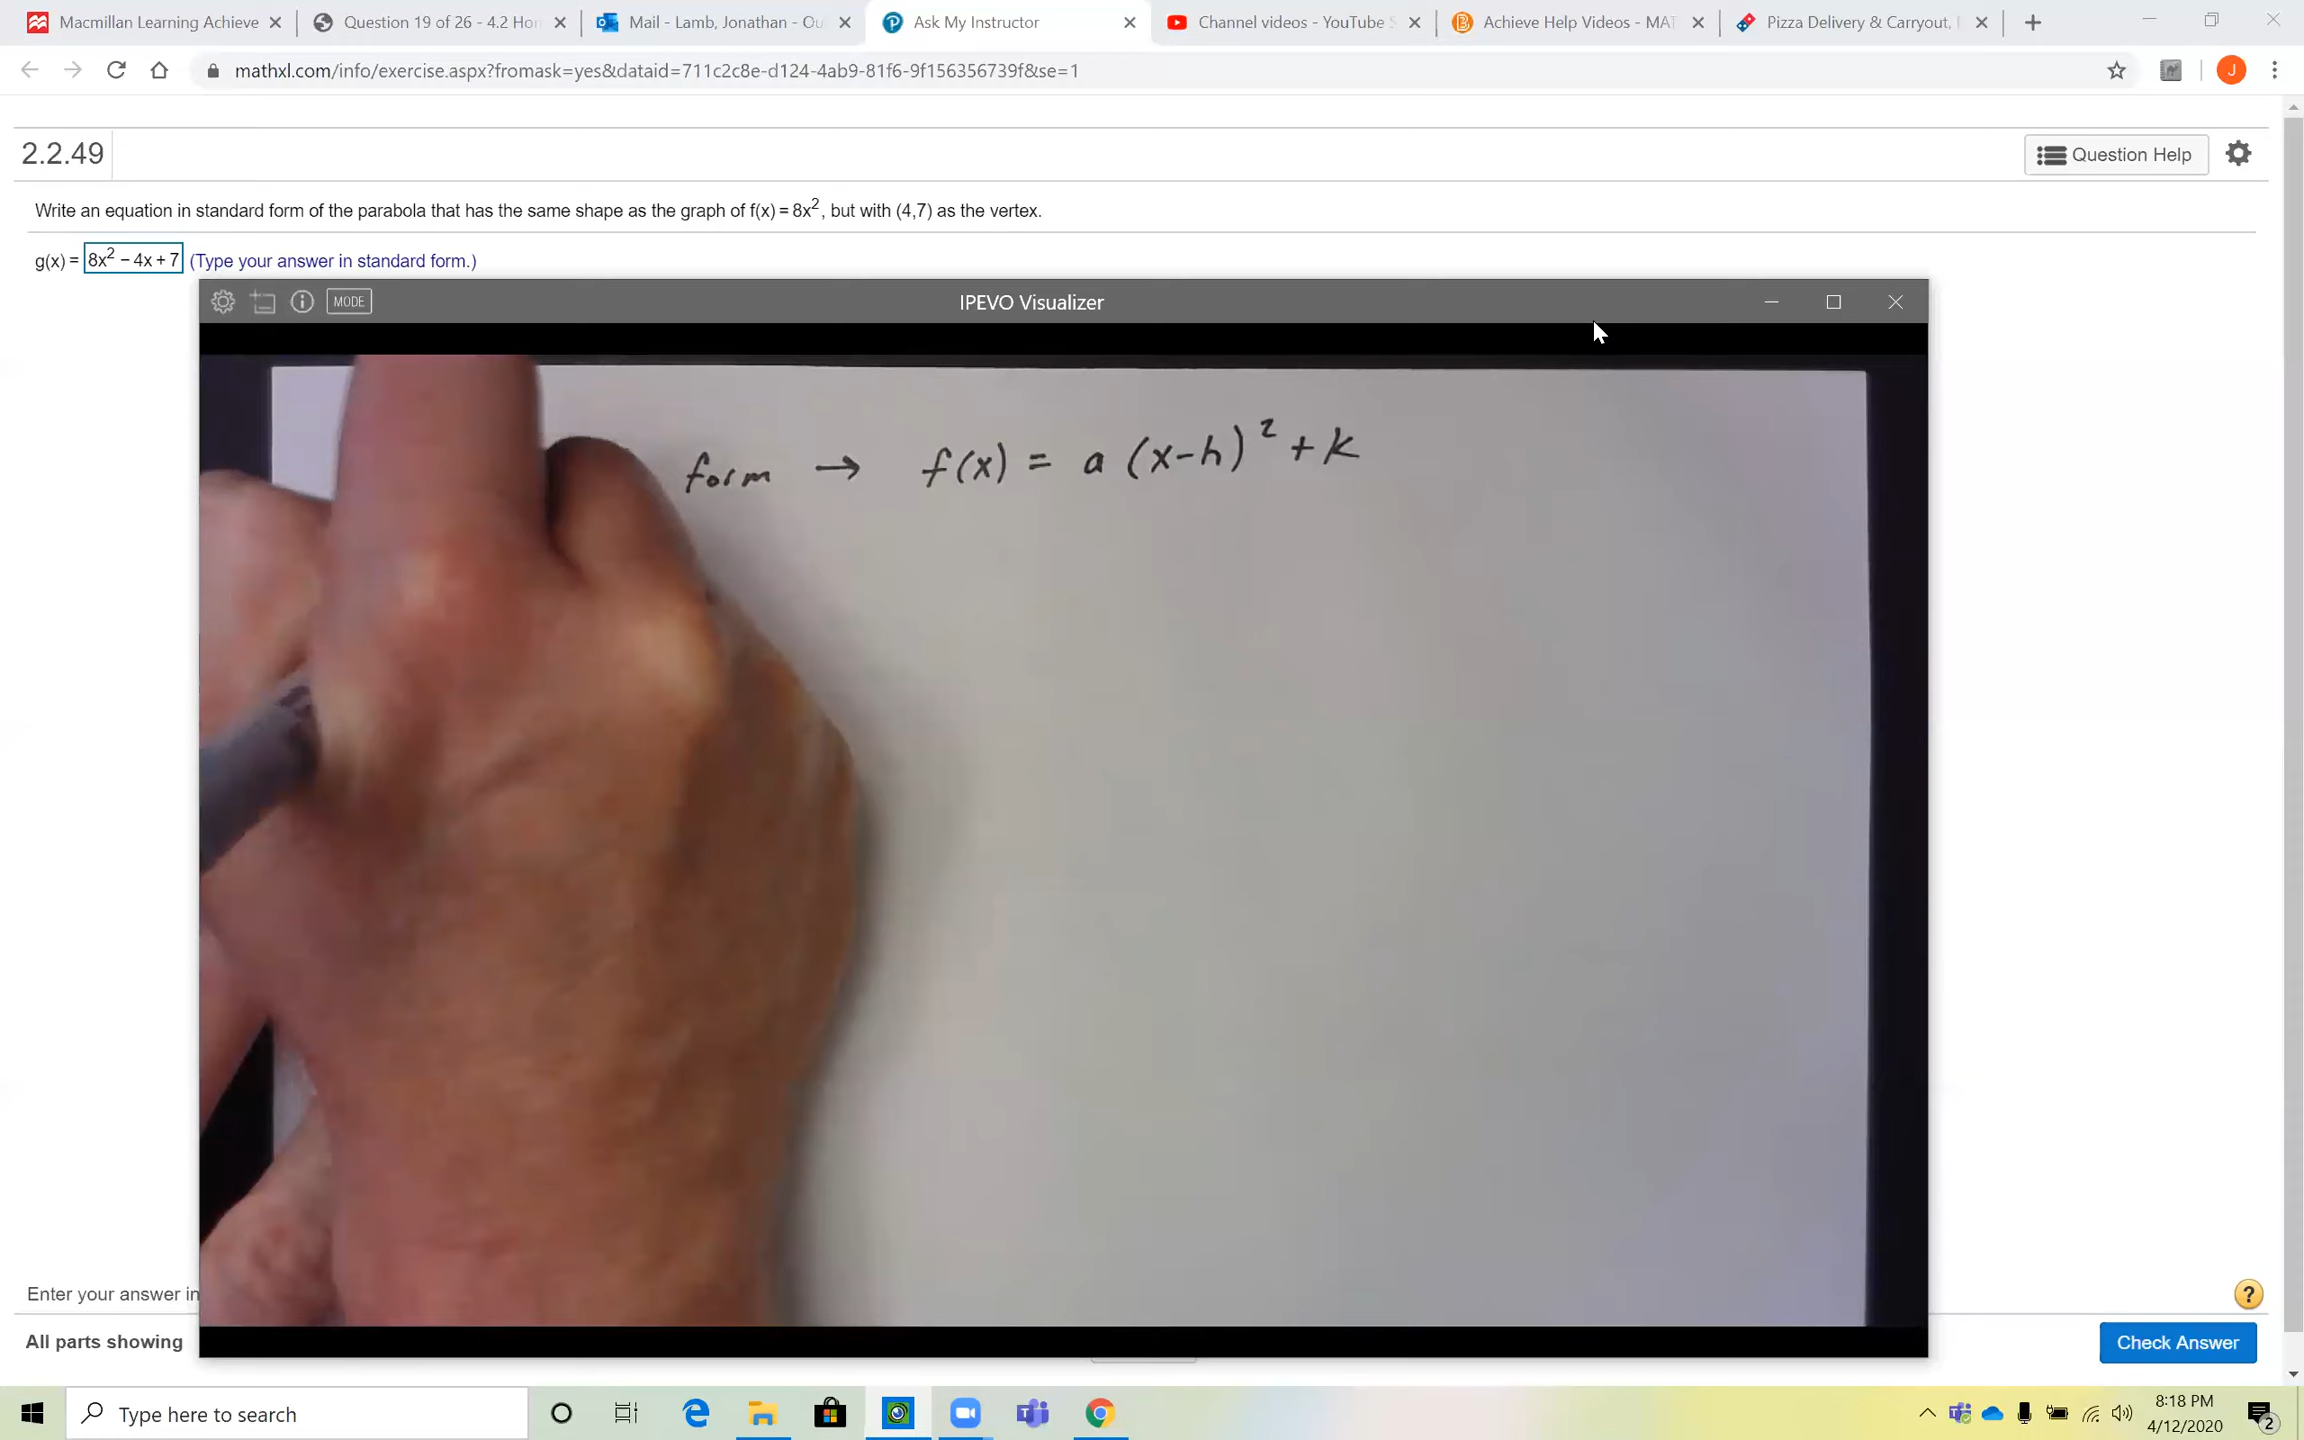 Macmillan Learning Achieve
Question 19 of 26 - 4.2 Hom
Mail - Lamb, Jonathan - Ou
Ask My Instructor
Channel videos - YouTube S
Achieve Help Videos - MAT
Pizza Delivery & Carryout,
mathxl.com/info/exercise.aspx?fromask=yes&dataid=711c2c8e-d124-4ab9-81f6-9f156356739f&se=1
J
2.2.49
Question Help
Write an equation in standard form of the parabola that has the same shape as the graph of f(x) = 8x², but with (4,7) as the vertex.
g(x) = 8x² − 4x + 7 (Type your answer in standard form.)
MODE
IPEVO Visualizer
form → f(x) = a (x-h)² + k
Enter your answer in
?
All parts showing
Check Answer
Type here to search
8:18 PM
4/12/2020
2